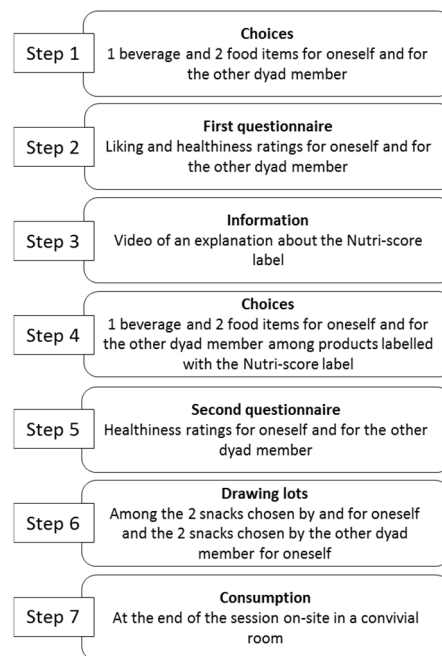 Step 1
Choices
1 beverage and 2 food items for oneself and for
the other dyad member
Step 2
First questionnaire
Liking and healthiness ratings for oneself and for
the other dyad member
Step 3
Information
Video of an explanation about the Nutri-score
label
Step 4
Choices
1 beverage and 2 food items for oneself and for
the other dyad member among products labelled
with the Nutri-score label
Step 5
Second questionnaire
Healthiness ratings for oneself and for the other
dyad member
Step 6
Drawing lots
Among the 2 snacks chosen by and for oneself
and the 2 snacks chosen by the other dyad
member for oneself
Step 7
Consumption
At the end of the session on-site in a convivial
room